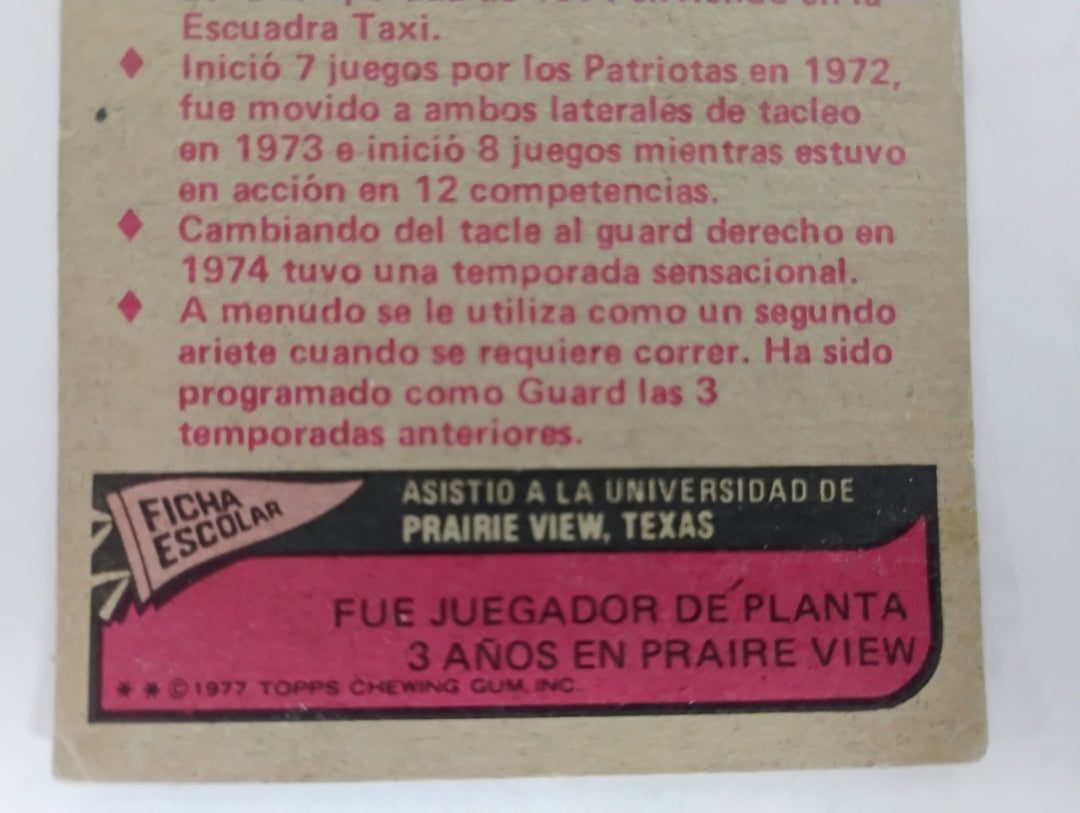 Escuadra Taxi.
Inició 7 juegos por los Patriotas en 1972,
fue movido a ambos laterales de tacleo
en 1973 e inició 8 juegos mientras estuvo
en acción en 12 competencias.
Cambiando del tacle al guard derecho en
1974 tuvo una temporada sensacional.
A menudo se le utiliza como un segundo
ariete cuando se requiere correr. Ha sido
programado como Guard las 3
temporadas anteriores.
FICHA
ESCOLAR
ASISTIO A LA UNIVERSIDAD DE
PRAIRIE VIEW, TEXAS
FUE JUEGADOR DE PLANTA
3 AÑOS EN PRAIRE VIEW
* * ©1977 TOPPS CHEWING GUM, INC.